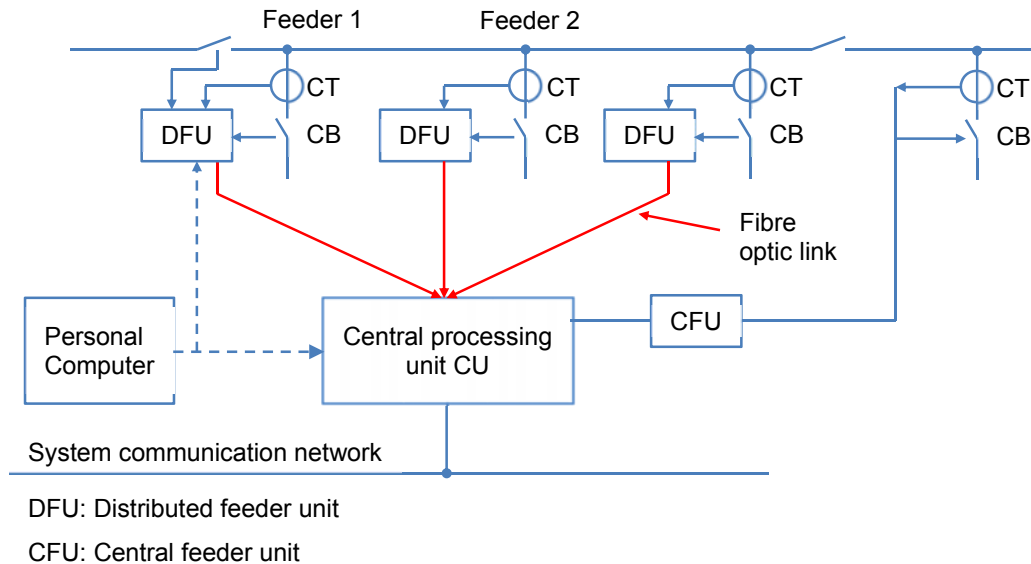 Feeder 1
Feeder 2
CT
CT
CT
CT
DFU
CB
DFU
CB
DFU
CB
CB
Fibre
optic link
Personal
Computer
Central processing
unit CU
CFU
System communication network
DFU: Distributed feeder unit
CFU: Central feeder unit